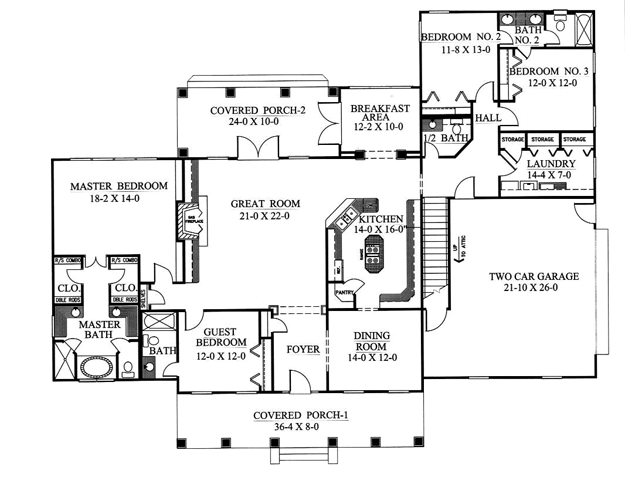 BEDROOM NO. 2
11-8 X 13-0
BATH
NO. 2
BEDROOM NO. 3
12-0 X 12-0
COVERED PORCH-2
24-0 X 10-0
BREAKFAST
AREA
12-2 X 10-0
HALL
1/2 BATH
STORAGE STORAGE STORAGE
LAUNDRY
14-4 X 7-0
MASTER BEDROOM
18-2 X 14-0
GREAT ROOM
21-0 X 22-0
GAS
FIREPLACE
KITCHEN
14-0 X 16-0"
RANGE
REF.
PANTRY
UP
TO ATTIC
TWO CAR GARAGE
21-10 X 26-0
R/S COMBO
R/S COMBO
CLO.
CLO.
DBLE RODS
DBLE RODS
SHELVES
MASTER
BATH
BATH
GUEST
BEDROOM
12-0 X 12-0
FOYER
DINING
ROOM
14-0 X 12-0
COVERED PORCH-1
36-4 X 8-0